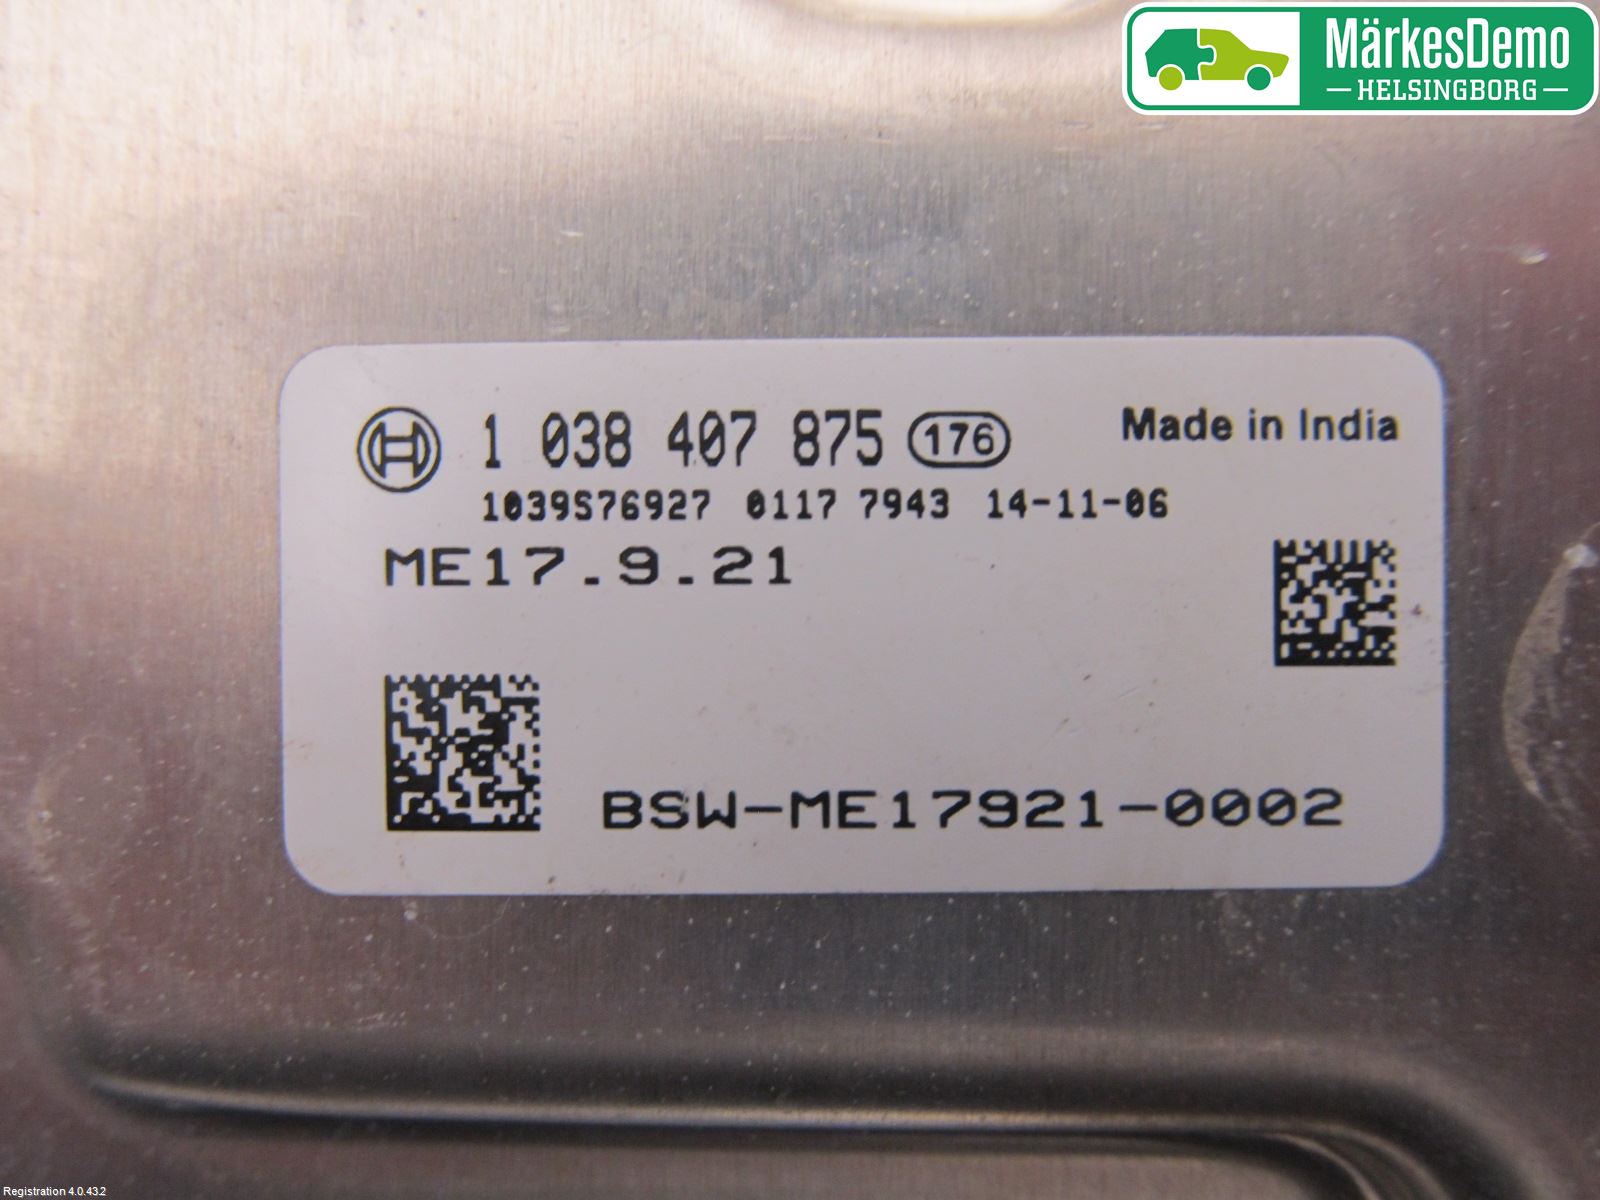 MärkesDemo
HELSINGBORG
1 038 407 875 176 Made in India
1039S76927 0117 7943 14-11-06
ME17.9.21
BSW-ME17921-0002
Registration 4.0.43.2